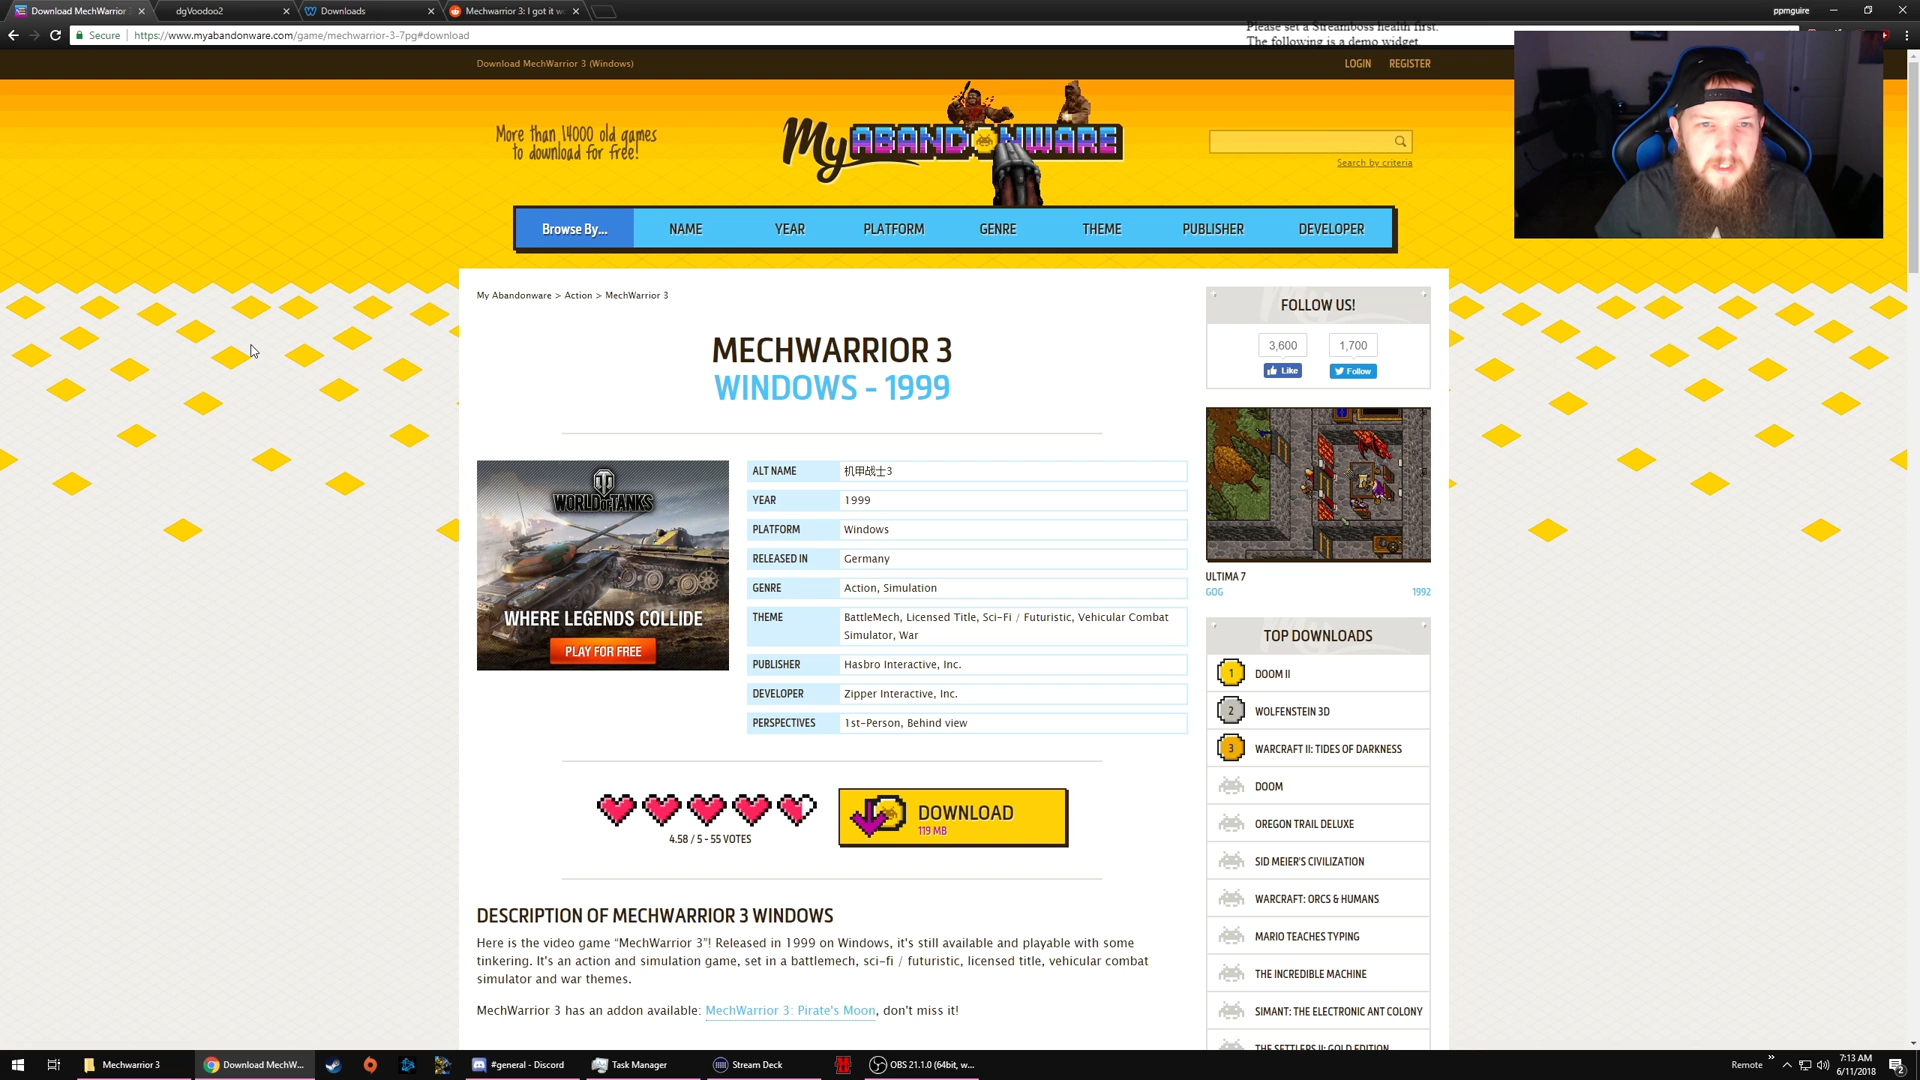 Download MechWarrior
dgVoodoo2
Downloads
Mechwarrior 3: I got it w
ppmguire
Secure
https://www.myabandonware.com/game/mechwarrior-3-7pg#download
Please set a Streamboss health first.
The following is a demo widget.
Download MechWarrior 3 (Windows)
LOGIN
REGISTER
More than 14000 old games
to download for free!
My ABANDONWARE
Search by criteria
Browse By...
NAME
YEAR
PLATFORM
GENRE
THEME
PUBLISHER
DEVELOPER
My Abandonware > Action > MechWarrior 3
MECHWARRIOR 3
WINDOWS - 1999
WORLD OF TANKS
WHERE LEGENDS COLLIDE
PLAY FOR FREE
ALT NAME 机甲战士3
YEAR 1999
PLATFORM Windows
RELEASED IN Germany
GENRE Action, Simulation
THEME BattleMech, Licensed Title, Sci-Fi / Futuristic, Vehicular Combat
Simulator, War
PUBLISHER Hasbro Interactive, Inc.
DEVELOPER Zipper Interactive, Inc.
PERSPECTIVES 1st-Person, Behind view
4.58 / 5 - 55 VOTES
DOWNLOAD
119 MB
DESCRIPTION OF MECHWARRIOR 3 WINDOWS
Here is the video game “MechWarrior 3”! Released in 1999 on Windows, it's still available and playable with some
tinkering. It's an action and simulation game, set in a battlemech, sci-fi / futuristic, licensed title, vehicular combat
simulator and war themes.
MechWarrior 3 has an addon available: MechWarrior 3: Pirate's Moon, don't miss it!
FOLLOW US!
3,600
1,700
Like
Follow
ULTIMA 7
GOG
1992
TOP DOWNLOADS
1 DOOM II
2 WOLFENSTEIN 3D
3 WARCRAFT II: TIDES OF DARKNESS
DOOM
OREGON TRAIL DELUXE
SID MEIER'S CIVILIZATION
WARCRAFT: ORCS & HUMANS
MARIO TEACHES TYPING
THE INCREDIBLE MACHINE
SIMANT: THE ELECTRONIC ANT COLONY
THE SETTLERS II: GOLD EDITION
Mechwarrior 3
Download MechW...
#general - Discord
Task Manager
Stream Deck
OBS 21.1.0 (64bit, w...
Remote
7:13 AM
6/11/2018
2